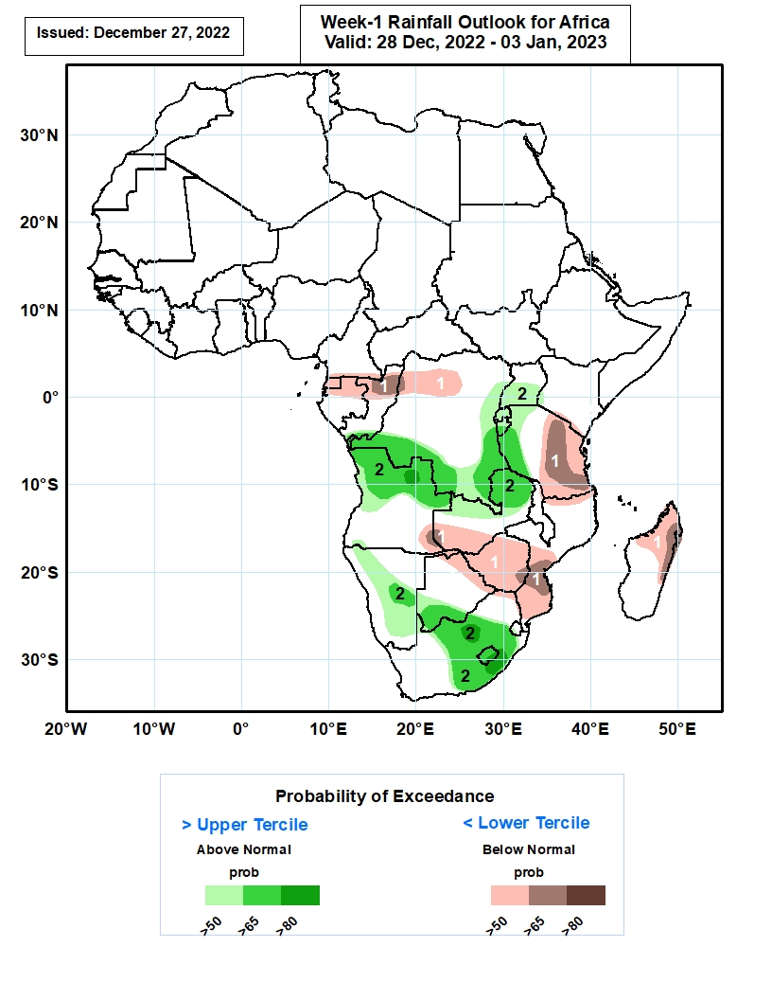 Issued: December 27, 2022
Week-1 Rainfall Outlook for Africa
Valid: 28 Dec, 2022 - 03 Jan, 2023
30°N
20°N
10°N
0°
10°S
20°S
30°S
1
1
2
1
2
2
1
1
1
1
2
2
2
20°W 10°W 0° 10°E 20°E 30°E 40°E 50°E
Probability of Exceedance
> Upper Tercile
< Lower Tercile
Above Normal
Below Normal
prob
prob
>50 >65 >80
>50 >65 >80